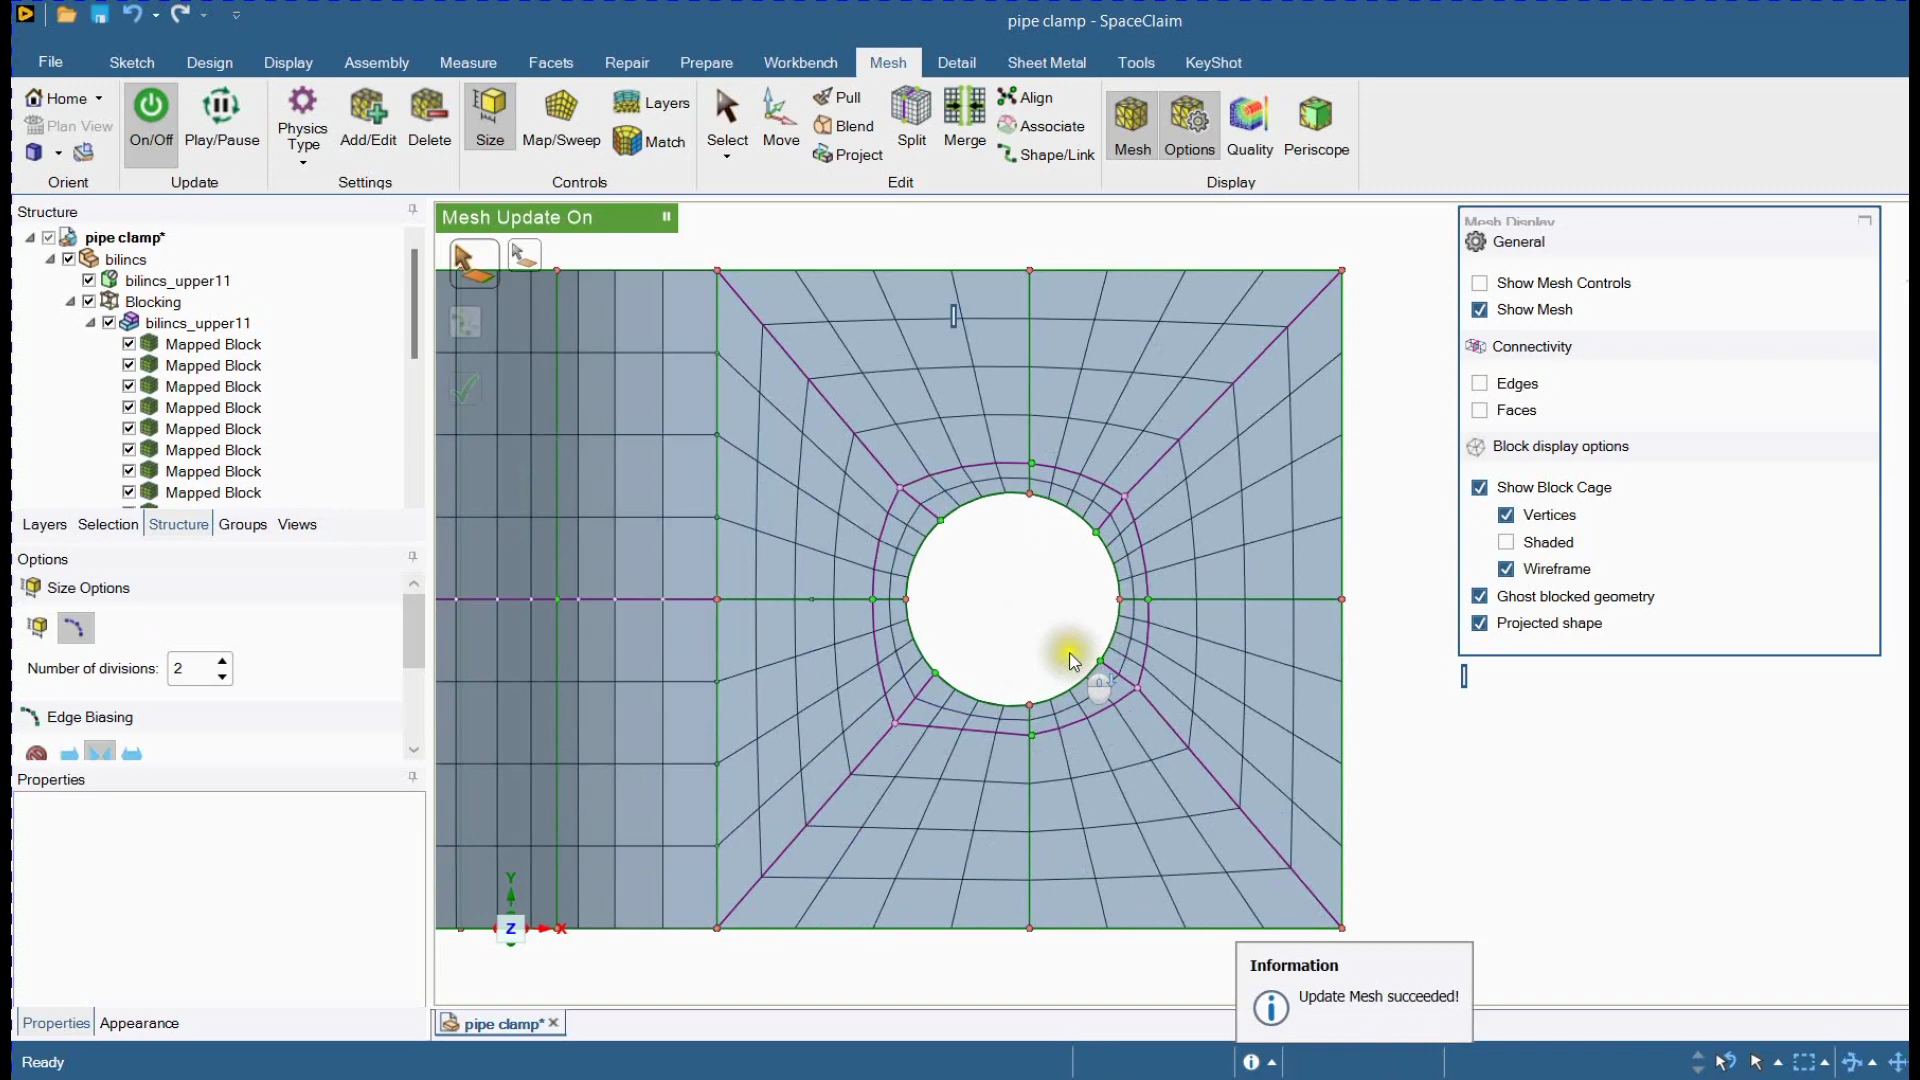 pipe clamp - SpaceClaim
File Sketch Design Display Assembly Measure Facets Repair Prepare Workbench Mesh Detail Sheet Metal Tools KeyShot
Home
Plan View
Orient
On/Off
Play/Pause
Update
Physics
Type
Add/Edit
Delete
Settings
Size
Map/Sweep
Layers
Match
Controls
Select
Move
Pull
Blend
Project
Split
Merge
Align
Associate
Shape/Link
Edit
Mesh
Options
Quality
Periscope
Display
Structure
pipe clamp*
bilincs
bilincs_upper11
Blocking
bilincs_upper11
Mapped Block
Mapped Block
Mapped Block
Mapped Block
Mapped Block
Mapped Block
Mapped Block
Mapped Block
Layers Selection Structure Groups Views
Options
Size Options
Number of divisions: 2
Edge Biasing
Properties
Properties Appearance
Mesh Update On
Y
Z
X
Mesh Display
General
Show Mesh Controls
Show Mesh
Connectivity
Edges
Faces
Block display options
Show Block Cage
Vertices
Shaded
Wireframe
Ghost blocked geometry
Projected shape
Information
Update Mesh succeeded!
pipe clamp*
Ready